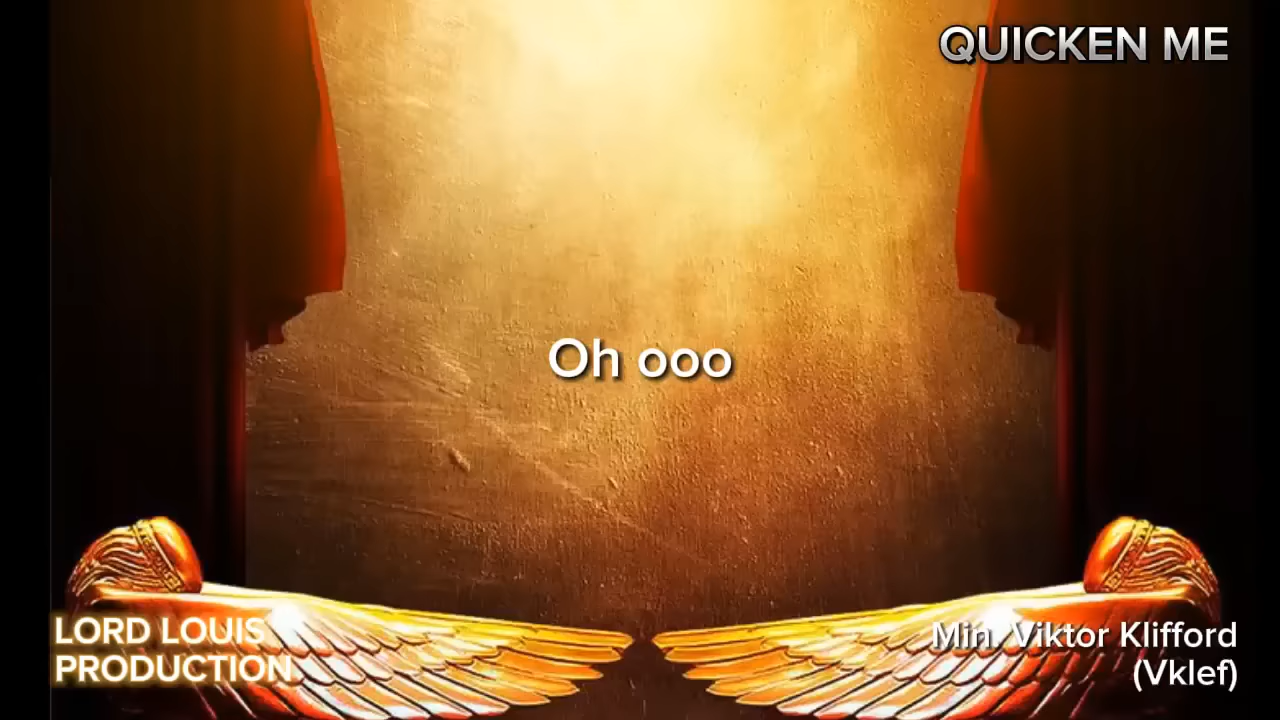 QUICKEN ME
Oh ooo
LORD LOUIS
PRODUCTION
Min. Viktor Klifford
(Vklef)